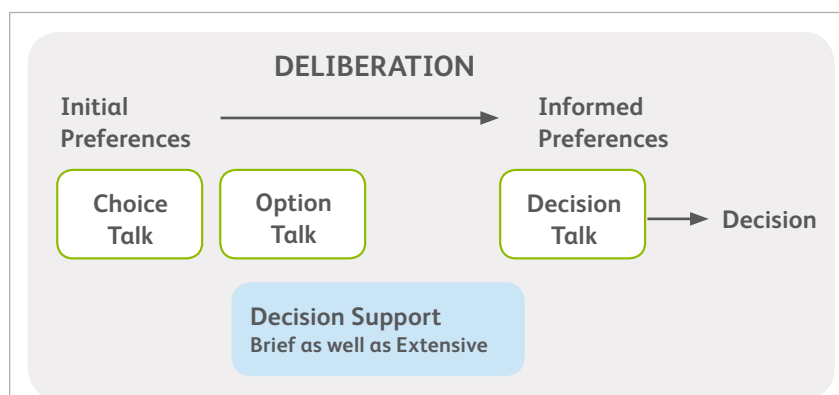 DELIBERATION
Initial
Preferences
Informed
Preferences
Choice
Talk
Option
Talk
Decision
Talk
Decision
Decision Support
Brief as well as Extensive